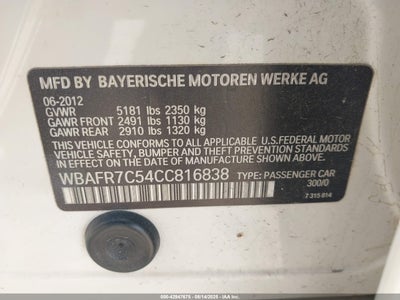 MFD BY BAYERISCHE MOTOREN WERKE AG
06-2012
GVWR 5181 lbs 2350 kg
GAWR FRONT 2491 lbs 1130 kg
GAWR REAR 2910 lbs 1320 kg
THIS VEHICLE CONFORMS TO ALL APPLICABLE U.S.FEDERAL MOTOR
VEHICLE SAFETY, BUMPER AND THEFT PREVENTION STANDARDS IN
EFFECT ON THE DATE OF MANUFACTURE SHOWN ABOVE.
WBAFR7C54CC816838 TYPE: PASSENGER CAR
300/0
7 315 814